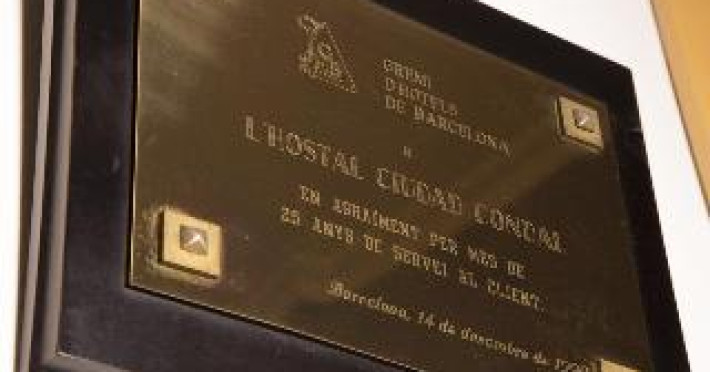 GREMI
D'HOTELS
DE BARCELONA
A
L'HOSTAL CIUDAD CONDAL
EN AGRAIMENT PER MES DE
25 ANYS DE SERVEI AL CLIENT.
Barcelona, 14 de desembre de